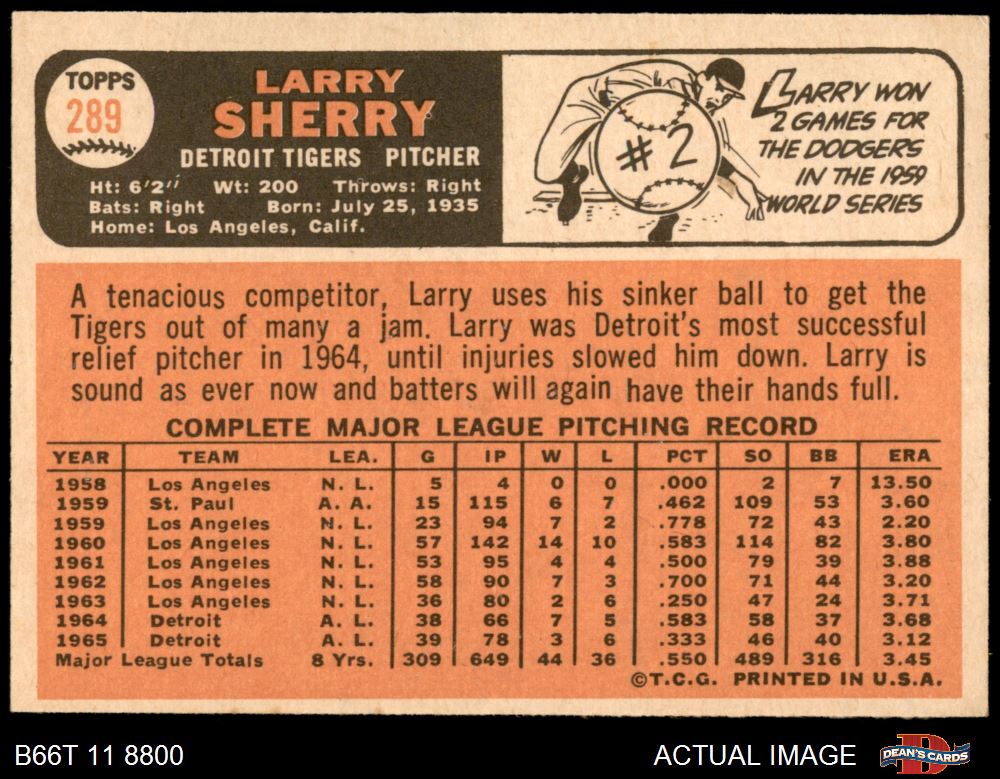 TOPPS
289
LARRY
SHERRY
DETROIT TIGERS PITCHER
Ht: 6'2" Wt: 200 Throws: Right
Bats: Right Born: July 25, 1935
Home: Los Angeles, Calif.
#2
LARRY WON
2 GAMES FOR
THE DODGERS
IN THE 1959
WORLD SERIES
A tenacious competitor, Larry uses his sinker ball to get the
Tigers out of many a jam. Larry was Detroit's most successful
relief pitcher in 1964, until injuries slowed him down. Larry is
sound as ever now and batters will again have their hands full.
COMPLETE MAJOR LEAGUE PITCHING RECORD
YEAR TEAM LEA. G IP W L PCT SO BB ERA
1958 Los Angeles N. L. 5 4 0 0 .000 2 7 13.50
1959 St. Paul A. A. 15 115 6 7 .462 109 53 3.60
1959 Los Angeles N. L. 23 94 7 2 .778 72 43 2.20
1960 Los Angeles N. L. 57 142 14 10 .583 114 82 3.80
1961 Los Angeles N. L. 53 95 4 4 .500 79 39 3.88
1962 Los Angeles N. L. 58 90 7 3 .700 71 44 3.20
1963 Los Angeles N. L. 36 80 2 6 .250 47 24 3.71
1964 Detroit A. L. 38 66 7 5 .583 58 37 3.68
1965 Detroit A. L. 39 78 3 6 .333 46 40 3.12
Major League Totals 8 Yrs. 309 649 44 36 .550 489 316 3.45
©T.C.G. PRINTED IN U.S.A.
B66T 11 8800
ACTUAL IMAGE
DEAN'S CARDS